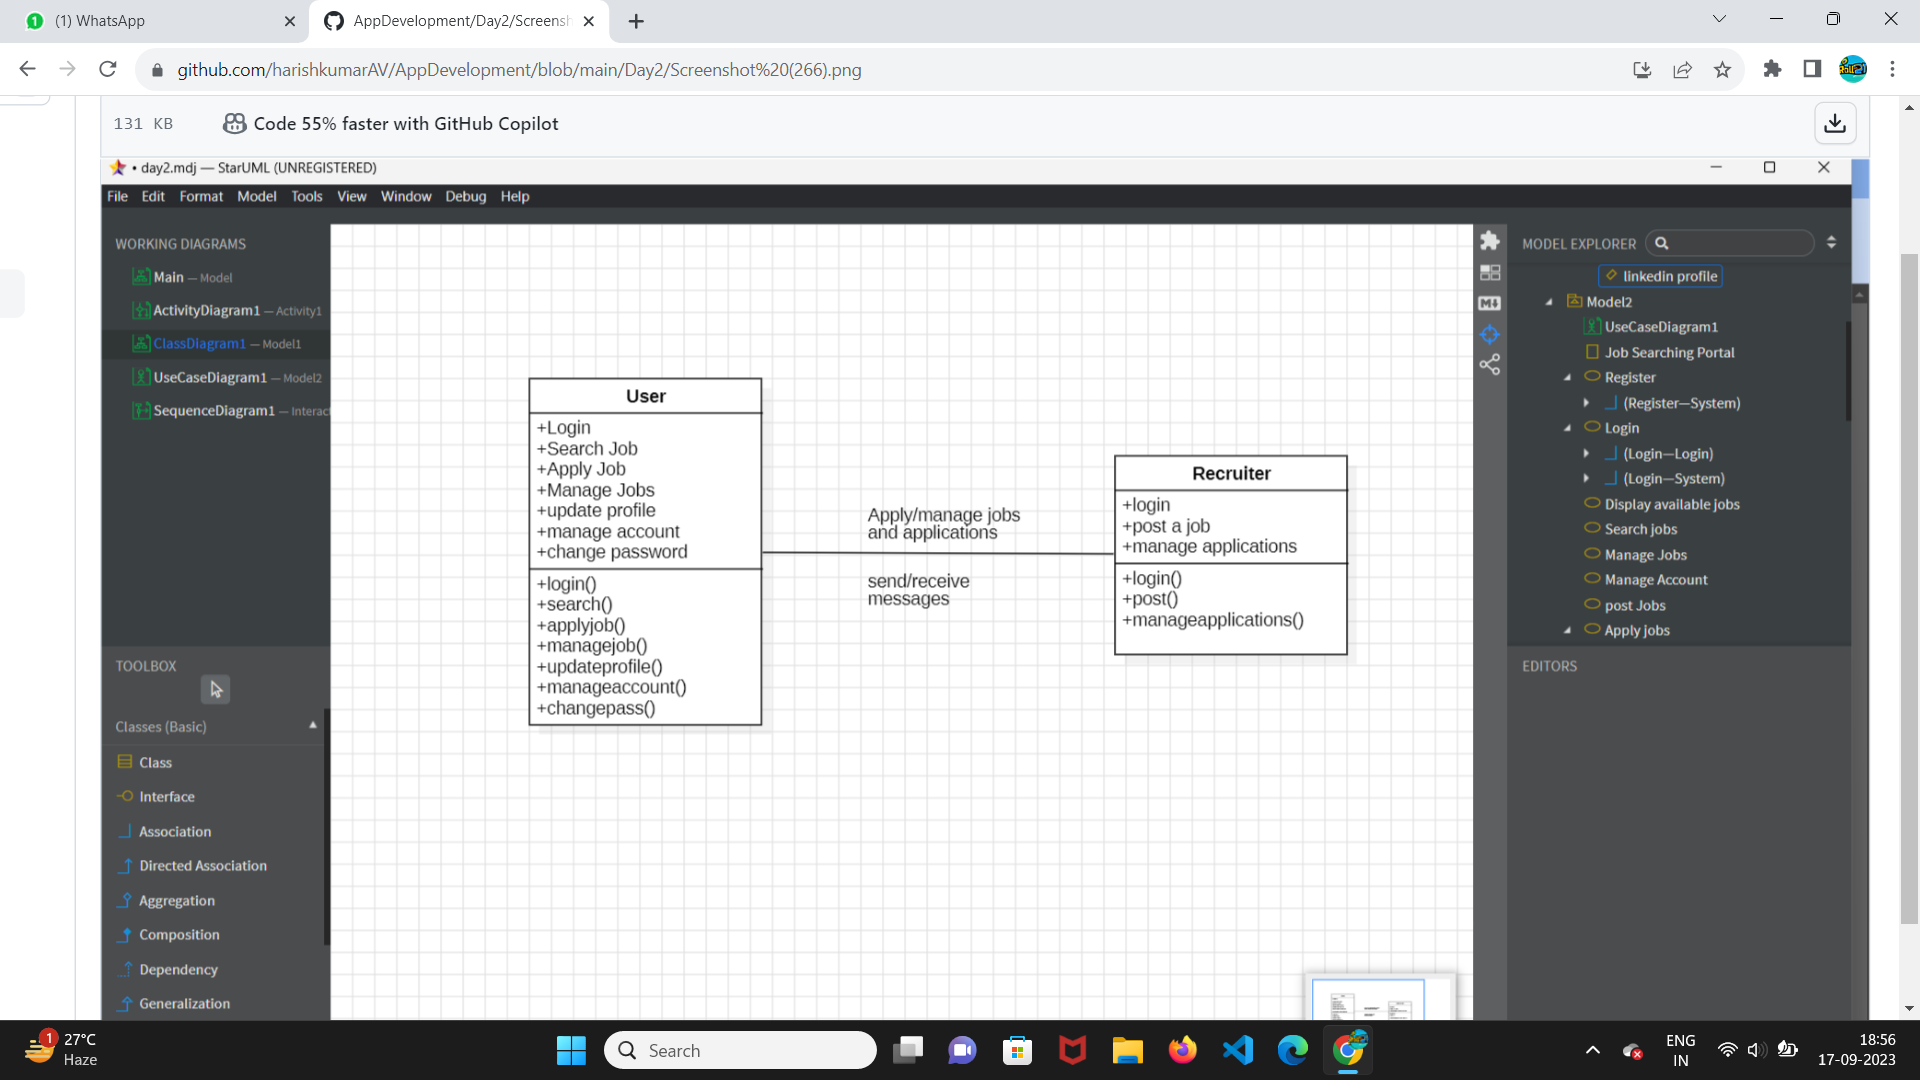 (1) WhatsApp
AppDevelopment/Day2/Screensh
github.com/harishkumarAV/AppDevelopment/blob/main/Day2/Screenshot%20(266).png
131 KB
Code 55% faster with GitHub Copilot
• day2.mdj — StarUML (UNREGISTERED)
File Edit Format Model Tools View Window Debug Help
WORKING DIAGRAMS
Main — Model
ActivityDiagram1 — Activity1
ClassDiagram1 — Model1
UseCaseDiagram1 — Model2
SequenceDiagram1 — Interac
TOOLBOX
Classes (Basic)
Class
Interface
Association
Directed Association
Aggregation
Composition
Dependency
Generalization
User
+Login
+Search Job
+Apply Job
+Manage Jobs
+update profile
+manage account
+change password
+login()
+search()
+applyjob()
+managejob()
+updateprofile()
+manageaccount()
+changepass()
Apply/manage jobs
and applications
send/receive
messages
Recruiter
+login
+post a job
+manage applications
+login()
+post()
+manageapplications()
MODEL EXPLORER
linkedin profile
Model2
UseCaseDiagram1
Job Searching Portal
Register
(Register—System)
Login
(Login—Login)
(Login—System)
Display available jobs
Search jobs
Manage Jobs
Manage Account
post Jobs
Apply jobs
EDITORS
1
27°C
Haze
Search
ENG
IN
18:56
17-09-2023